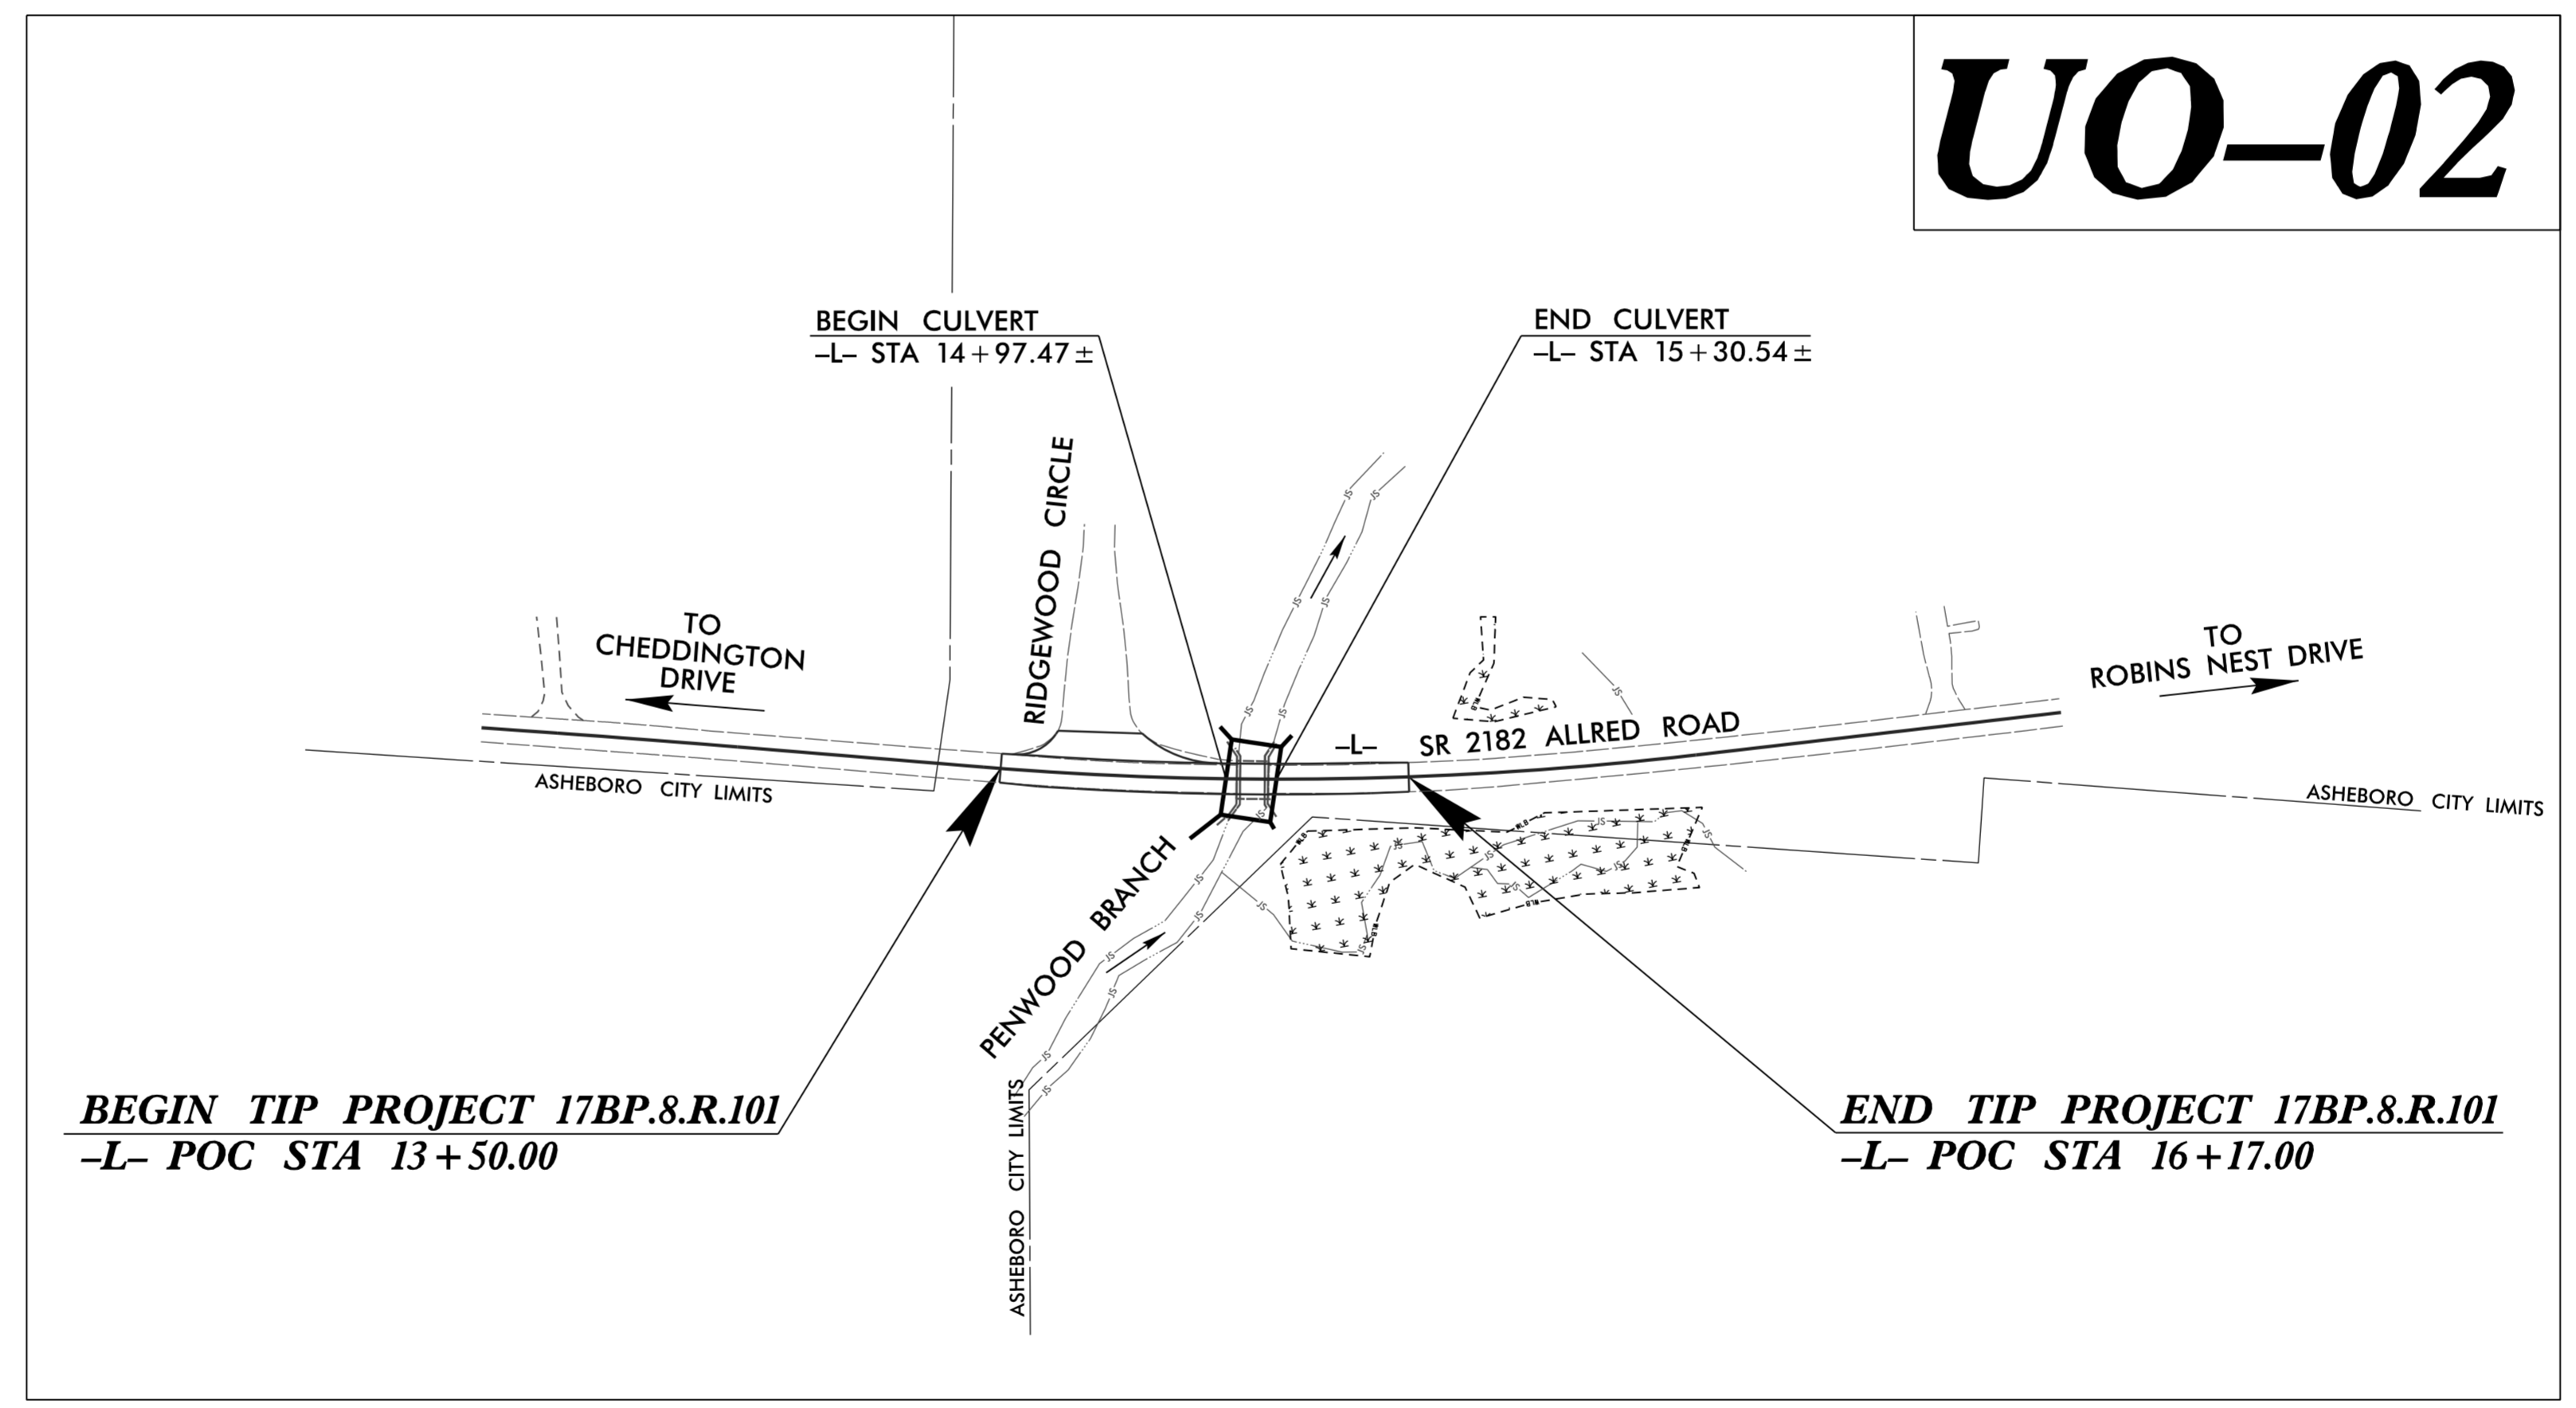 UO–02
BEGIN CULVERT
–L– STA 14+97.47±
END CULVERT
–L– STA 15+30.54±
RIDGEWOOD CIRCLE
TO
CHEDDINGTON
DRIVE
TO
ROBINS NEST DRIVE
–L– SR 2182 ALLRED ROAD
ASHEBORO CITY LIMITS
ASHEBORO CITY LIMITS
PENWOOD BRANCH
ASHEBORO CITY LIMITS
BEGIN TIP PROJECT 17BP.8.R.101
–L– POC STA 13+50.00
END TIP PROJECT 17BP.8.R.101
–L– POC STA 16+17.00